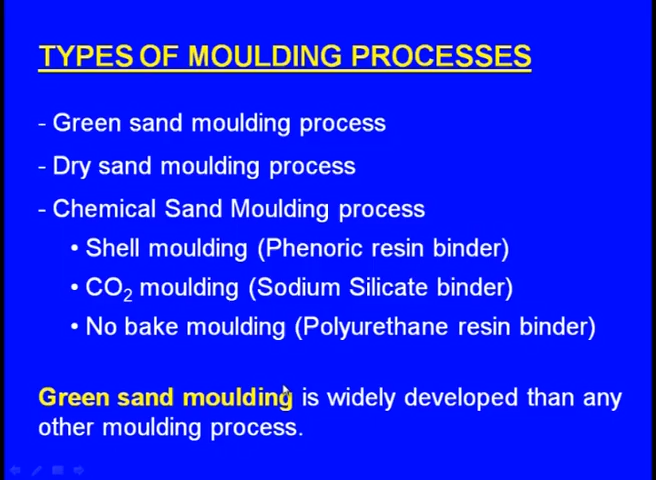 TYPES OF MOULDING PROCESSES
- Green sand moulding process
- Dry sand moulding process
- Chemical Sand Moulding process
• Shell moulding (Phenoric resin binder)
• CO₂ moulding (Sodium Silicate binder)
• No bake moulding (Polyurethane resin binder)
Green sand moulding is widely developed than any
other moulding process.